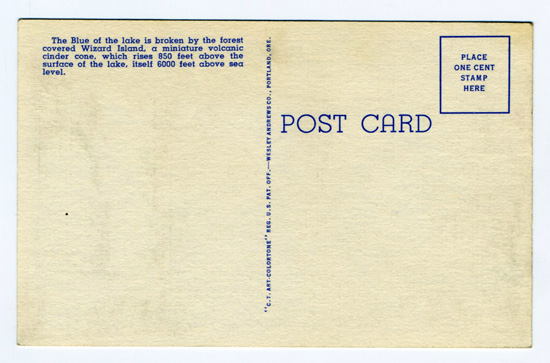 The Blue of the lake is broken by the forest
covered Wizard Island, a miniature volcanic
cinder cone, which rises 850 feet above the
surface of the lake, itself 6000 feet above sea
level.
"C.T. ART-COLORTONE" REG. U.S. PAT. OFF.—WESLEY ANDREWS CO., PORTLAND, ORE.
POST CARD
PLACE
ONE CENT
STAMP
HERE